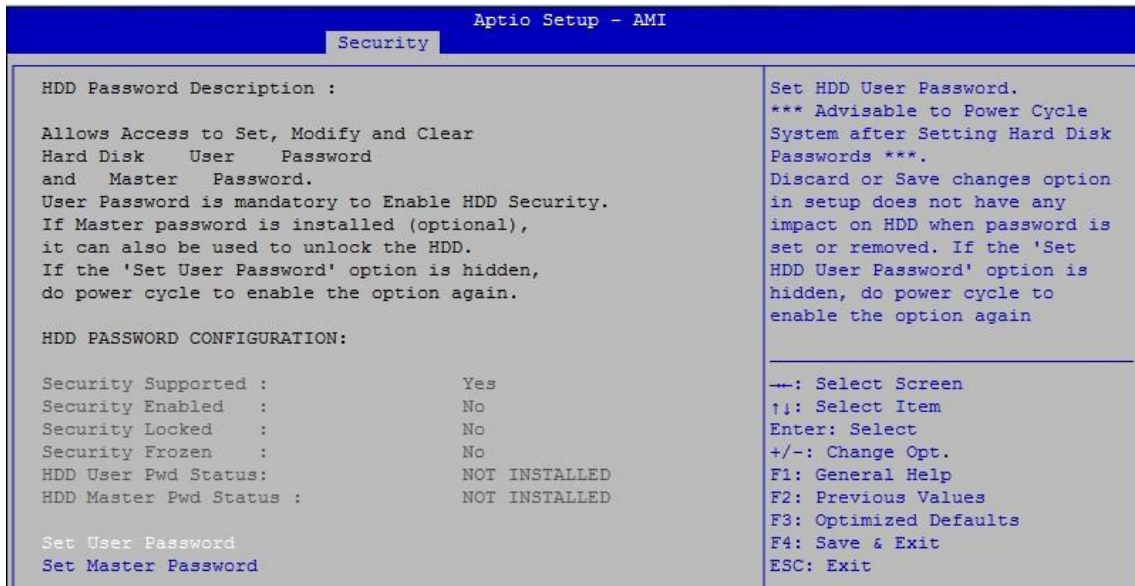 Aptio Setup - AMI
Security
HDD Password Description :
Allows Access to Set, Modify and Clear
Hard Disk User Password
and Master Password.
User Password is mandatory to Enable HDD Security.
If Master password is installed (optional),
it can also be used to unlock the HDD.
If the 'Set User Password' option is hidden,
do power cycle to enable the option again.
HDD PASSWORD CONFIGURATION:
Security Supported : Yes
Security Enabled : No
Security Locked : No
Security Frozen : No
HDD User Pwd Status: NOT INSTALLED
HDD Master Pwd Status : NOT INSTALLED
Set User Password
Set Master Password
Set HDD User Password.
*** Advisable to Power Cycle
System after Setting Hard Disk
Passwords ***.
Discard or Save changes option
in setup does not have any
impact on HDD when password is
set or removed. If the 'Set
HDD User Password' option is
hidden, do power cycle to
enable the option again
→←: Select Screen
↑↓: Select Item
Enter: Select
+/-: Change Opt.
F1: General Help
F2: Previous Values
F3: Optimized Defaults
F4: Save & Exit
ESC: Exit